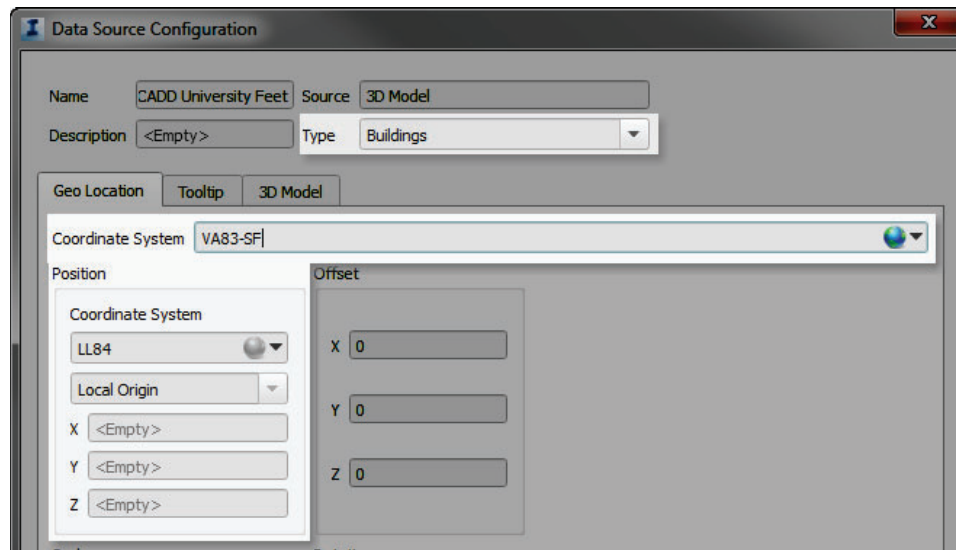 Data Source Configuration
Name CADD University Feet Source 3D Model
Description <Empty> Type Buildings
Geo Location Tooltip 3D Model
Coordinate System VA83-SF
Position Offset
Coordinate System
LL84
X 0
Local Origin
Y 0
X <Empty>
Y <Empty>
Z 0
Z <Empty>